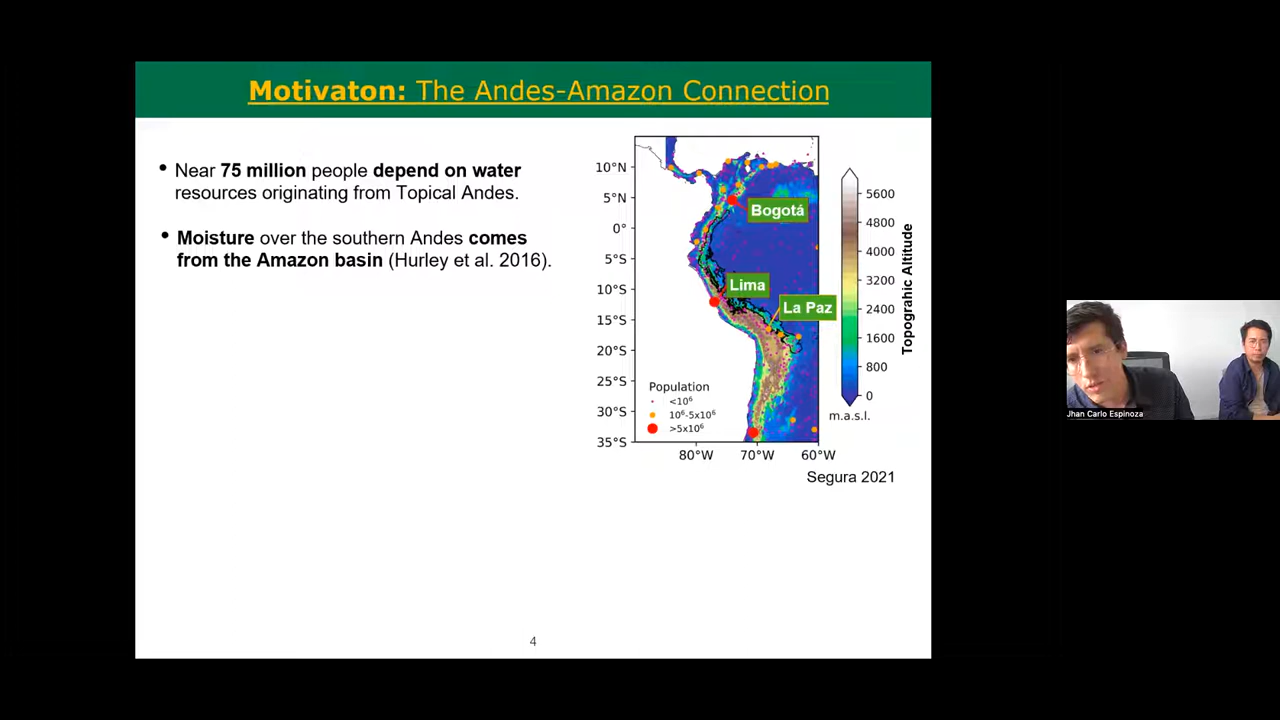 Motivaton: The Andes-Amazon Connection
• Near 75 million people depend on water
resources originating from Topical Andes.
• Moisture over the southern Andes comes
from the Amazon basin (Hurley et al. 2016).
10°N
5°N
0°
5°S
10°S
15°S
20°S
25°S
30°S
35°S
80°W 70°W 60°W
Bogotá
Lima
La Paz
Population
<10⁶
10⁶-5x10⁶
>5x10⁶
5600
4800
4000
3200
2400
1600
800
0
m.a.s.l.
Topograhic Altitude
Segura 2021
4
Jhan Carlo Espinoza